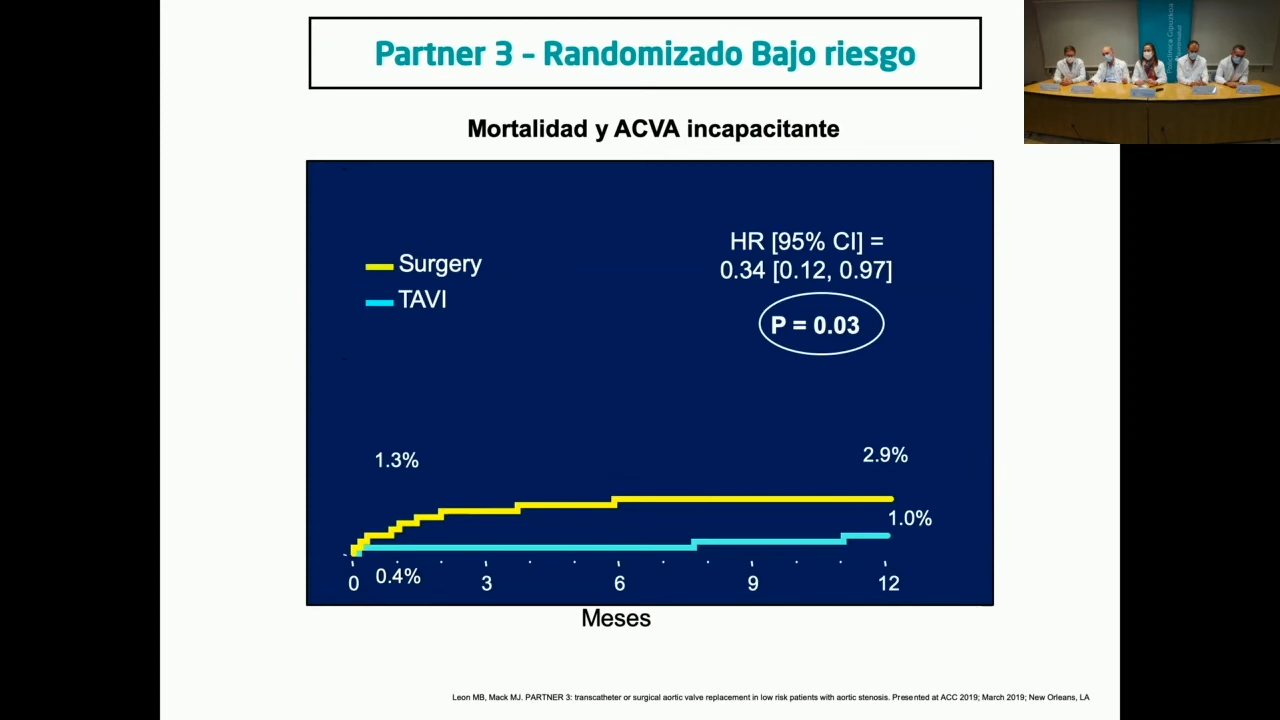 Partner 3 – Randomizado Bajo riesgo
Mortalidad y ACVA incapacitante
HR [95% CI] =
0.34 [0.12, 0.97]
P = 0.03
Surgery
TAVI
1.3%
2.9%
1.0%
0.4%
0 3 6 9 12
Meses
Leon MB, Mack MJ. PARTNER 3: transcatheter or surgical aortic valve replacement in low risk patients with aortic stenosis. Presented at ACC 2019; March 2019; New Orleans, LA
Policlínica Gipuzkoa